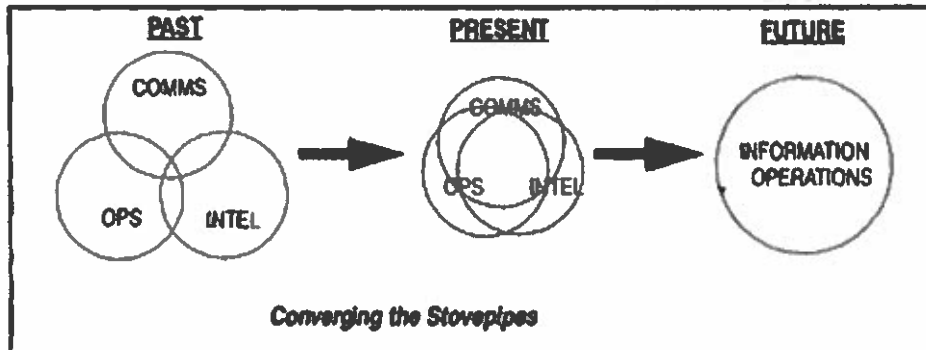 PAST
PRESENT
FUTURE
COMMS
OPS
INTEL
COMMS
OPS
INTEL
INFORMATION
OPERATIONS
Converging the Stovepipes